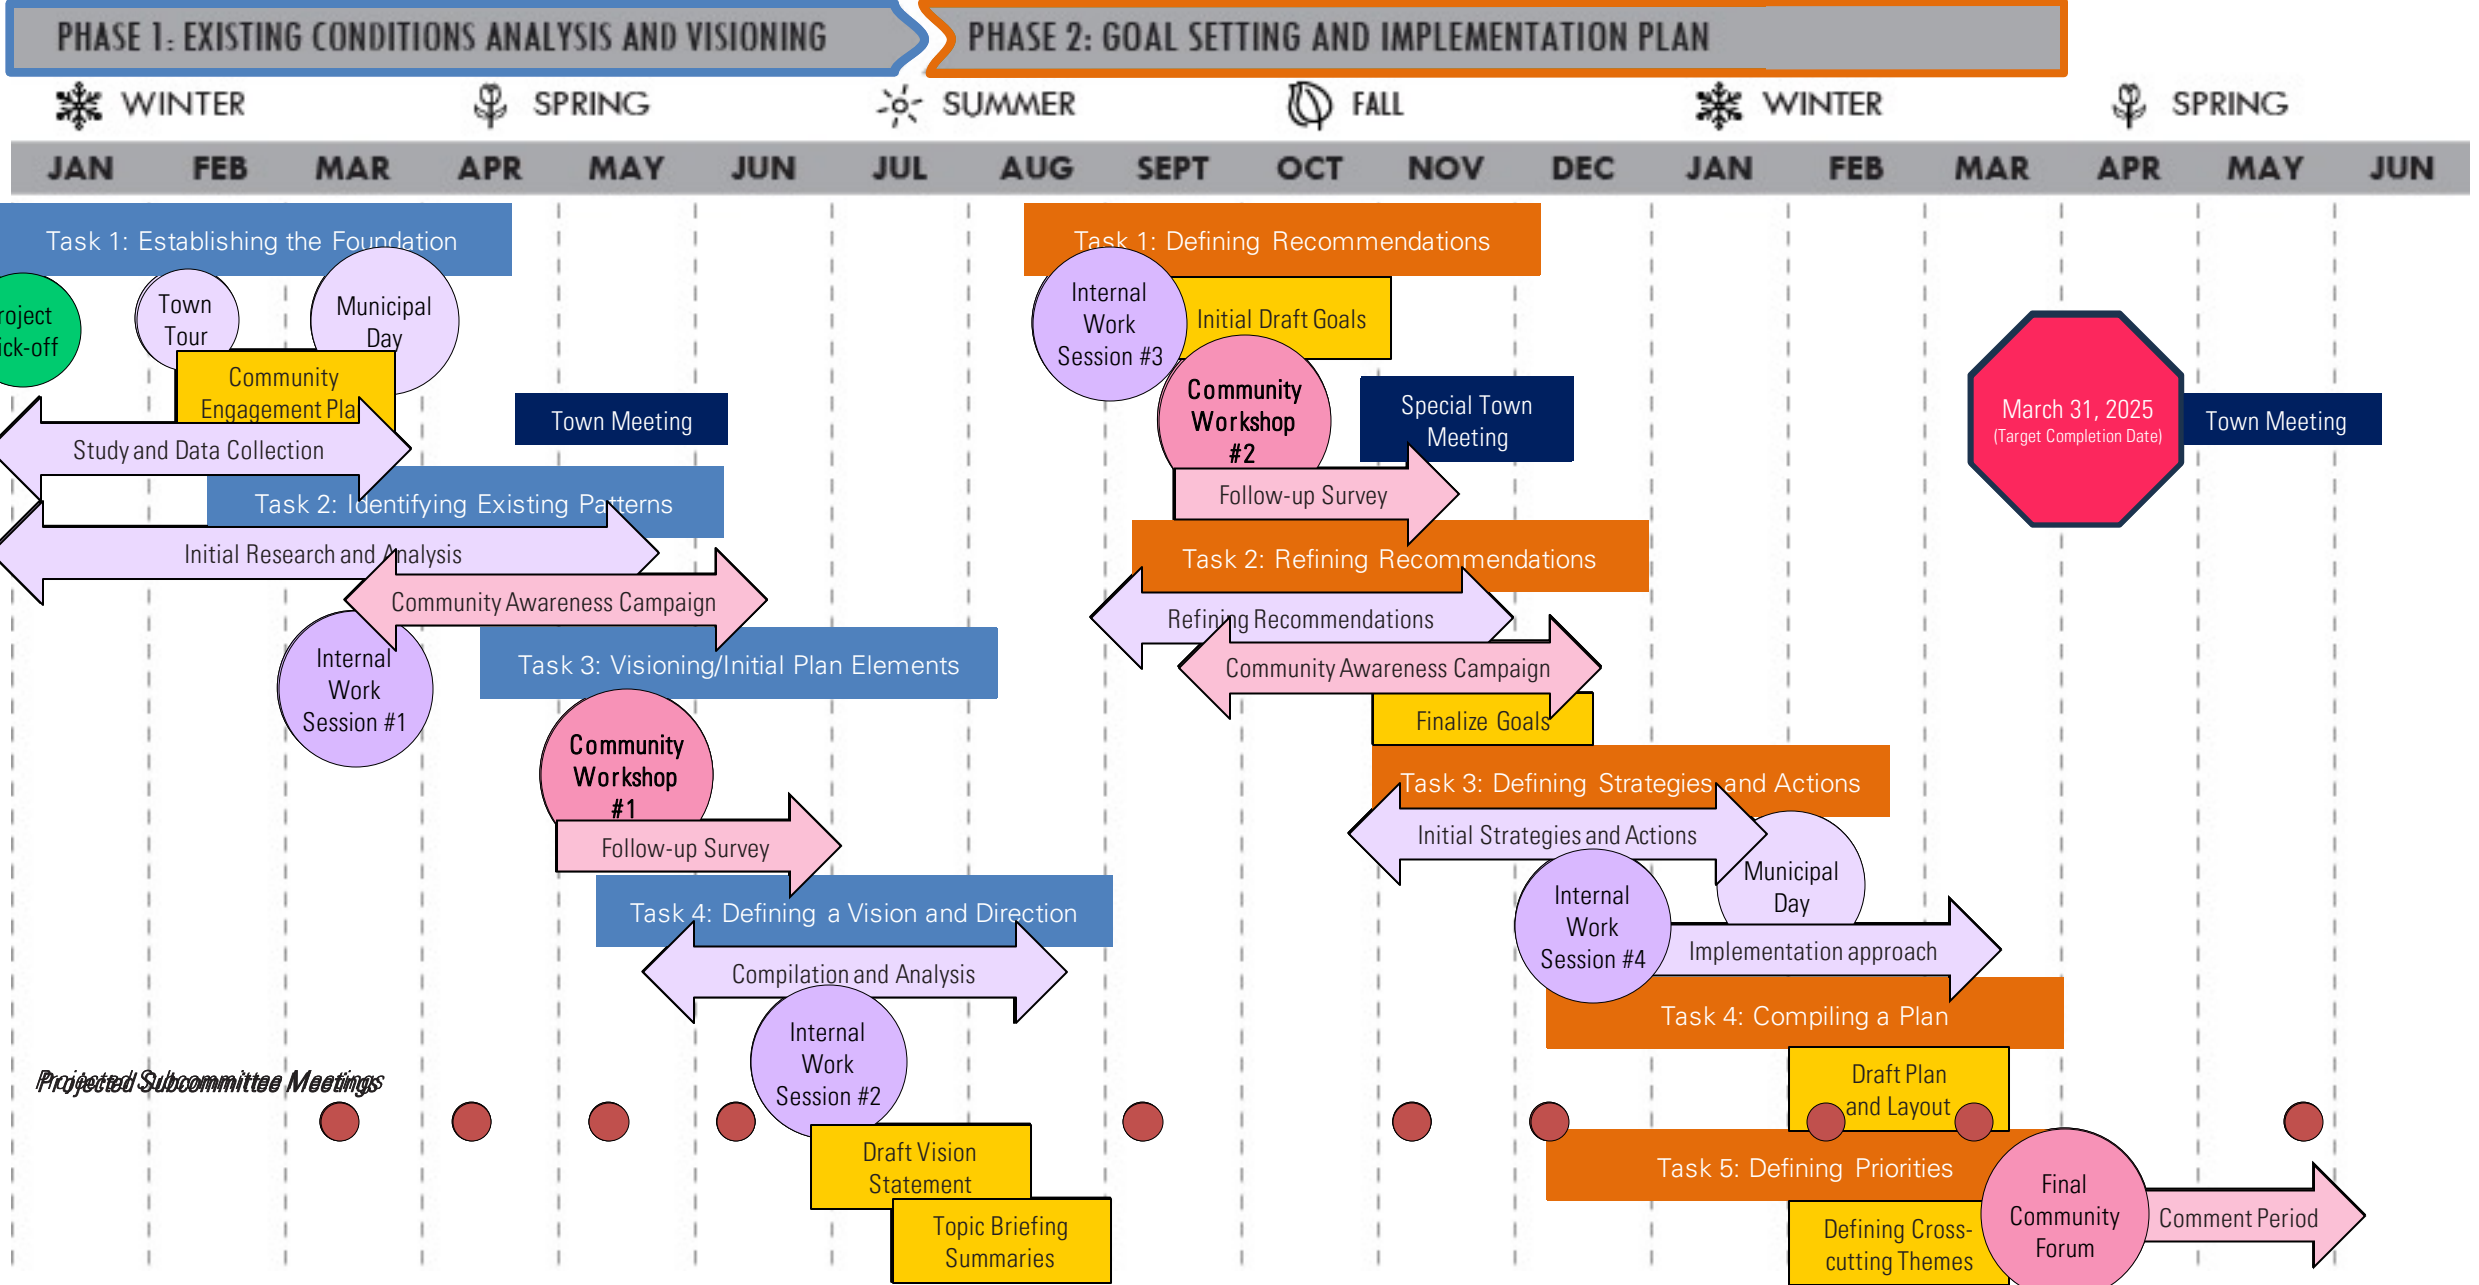 PHASE 1: EXISTING CONDITIONS ANALYSIS AND VISIONING
PHASE 2: GOAL SETTING AND IMPLEMENTATION PLAN
WINTER
SPRING
SUMMER
FALL
WINTER
SPRING
JAN
FEB
MAR
APR
MAY
JUN
JUL
AUG
SEPT
OCT
NOV
DEC
JAN
FEB
MAR
APR
MAY
JUN
Task 1: Establishing the Foundation
roject
ick-off
Town
Tour
Municipal
Day
Community
Engagement Pla
Study and Data Collection
Town Meeting
Task 2: Identifying Existing Patterns
Initial Research and Analysis
Community Awareness Campaign
Internal
Work
Session #1
Task 3: Visioning/Initial Plan Elements
Community
Workshop
#1
Follow-up Survey
Task 4: Defining a Vision and Direction
Compilation and Analysis
Internal
Work
Session #2
Draft Vision
Statement
Topic Briefing
Summaries
Projected Subcommittee Meetings
Task 1: Defining Recommendations
Internal
Work
Session #3
Initial Draft Goals
Community
Workshop
#2
Special Town
Meeting
Follow-up Survey
Task 2: Refining Recommendations
Refining Recommendations
Community Awareness Campaign
Finalize Goals
Task 3: Defining Strategies and Actions
Initial Strategies and Actions
Municipal
Day
Internal
Work
Session #4
Implementation approach
Task 4: Compiling a Plan
Draft Plan
and Layout
Task 5: Defining Priorities
Defining Cross-
cutting Themes
Final
Community
Forum
Comment Period
March 31, 2025
(Target Completion Date)
Town Meeting